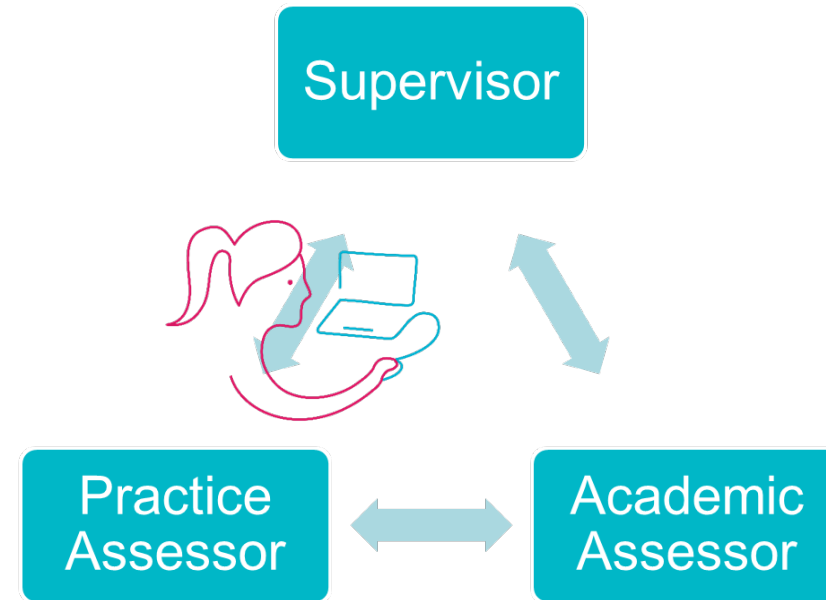 Supervisor
Practice
Assessor
Academic
Assessor